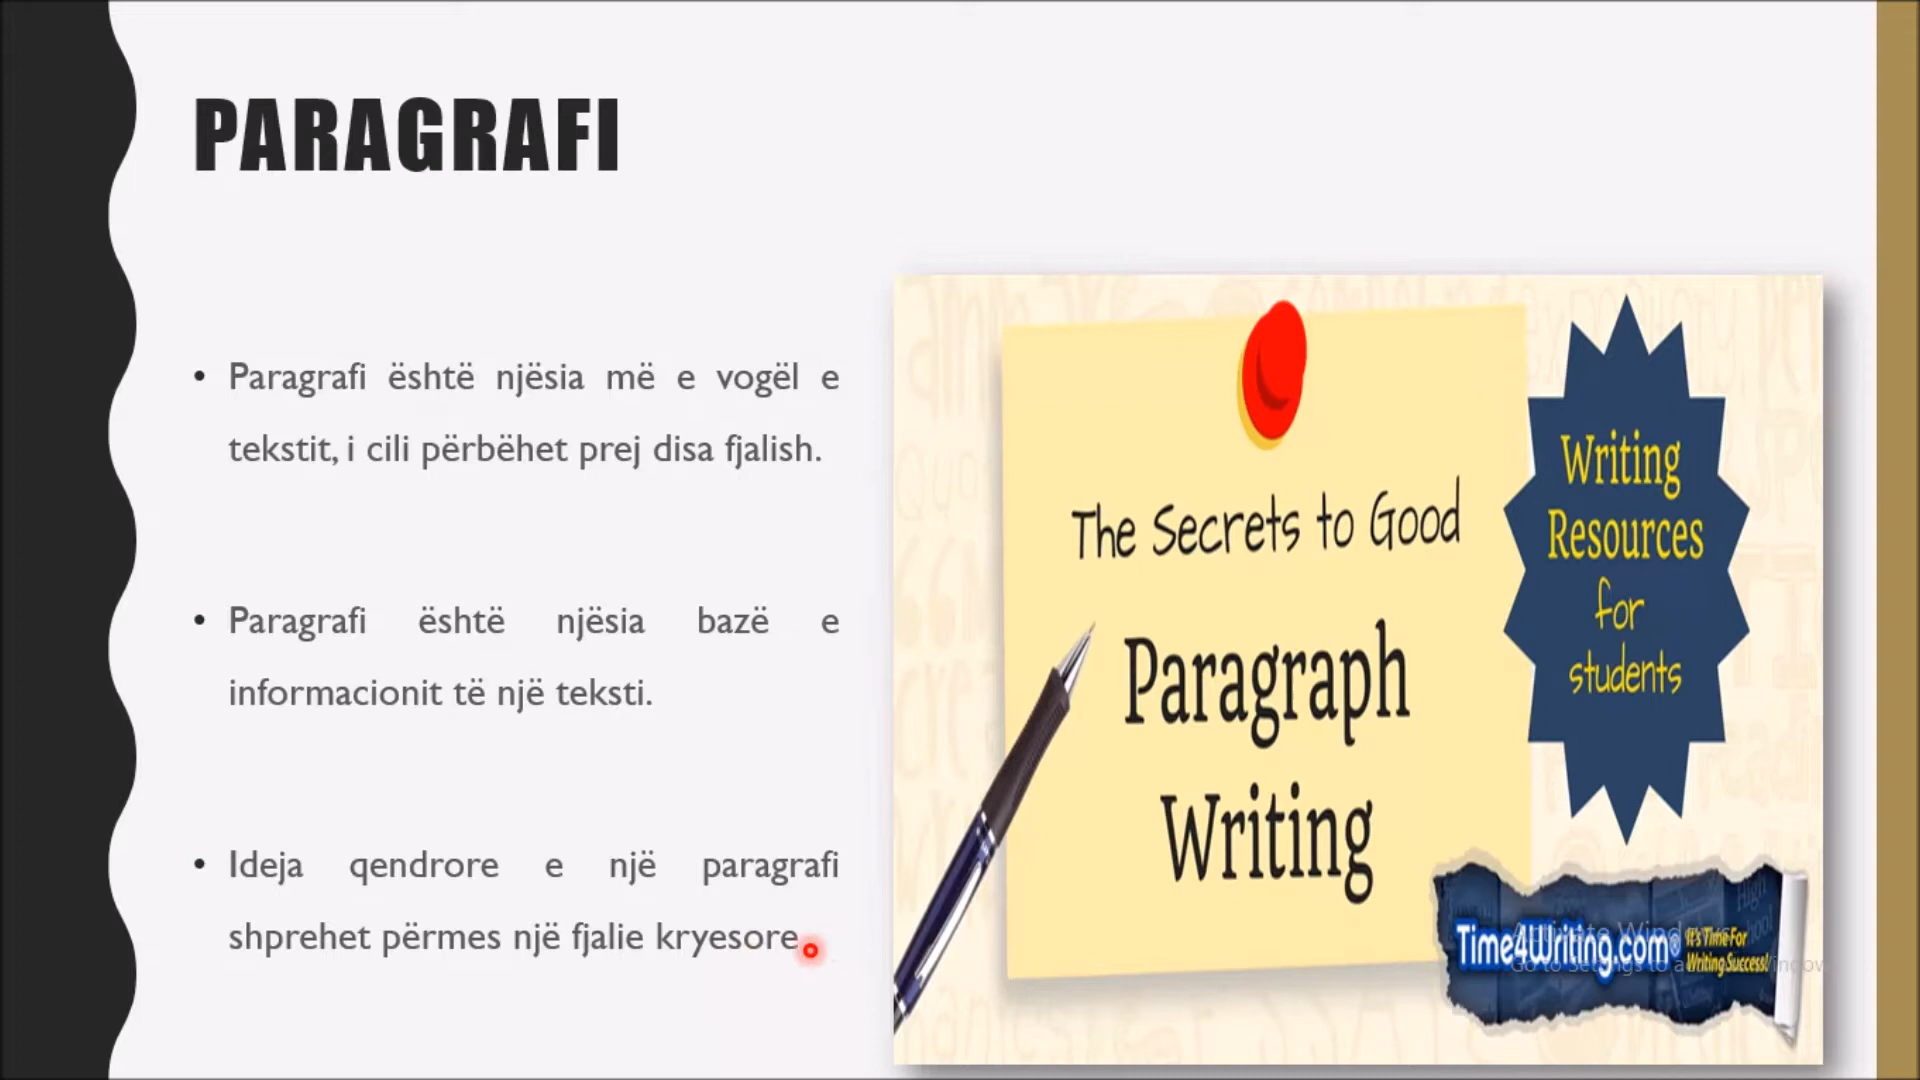 PARAGRAFI
• Paragrafi është njësia më e vogël e
tekstit, i cili përbëhet prej disa fjalish.
• Paragrafi është njësia bazë e
informacionit të një teksti.
• Ideja qendrore e një paragrafi
shprehet përmes një fjalie kryesore
The Secrets to Good
Paragraph
Writing
Writing
Resources
for
students
Time4Writing.com®
It's Time For
Writing Success!